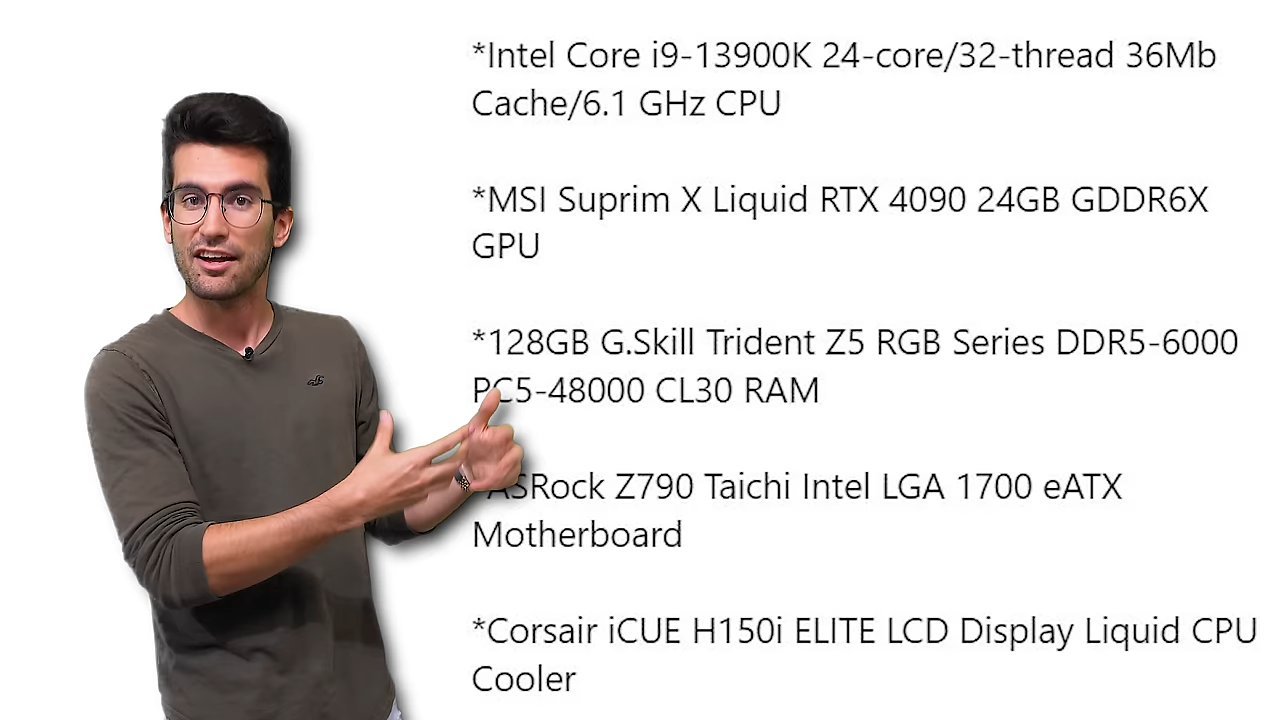 *Intel Core i9-13900K 24-core/32-thread 36Mb
Cache/6.1 GHz CPU
*MSI Suprim X Liquid RTX 4090 24GB GDDR6X
GPU
*128GB G.Skill Trident Z5 RGB Series DDR5-6000
PC5-48000 CL30 RAM
*ASRock Z790 Taichi Intel LGA 1700 eATX
Motherboard
*Corsair iCUE H150i ELITE LCD Display Liquid CPU
Cooler